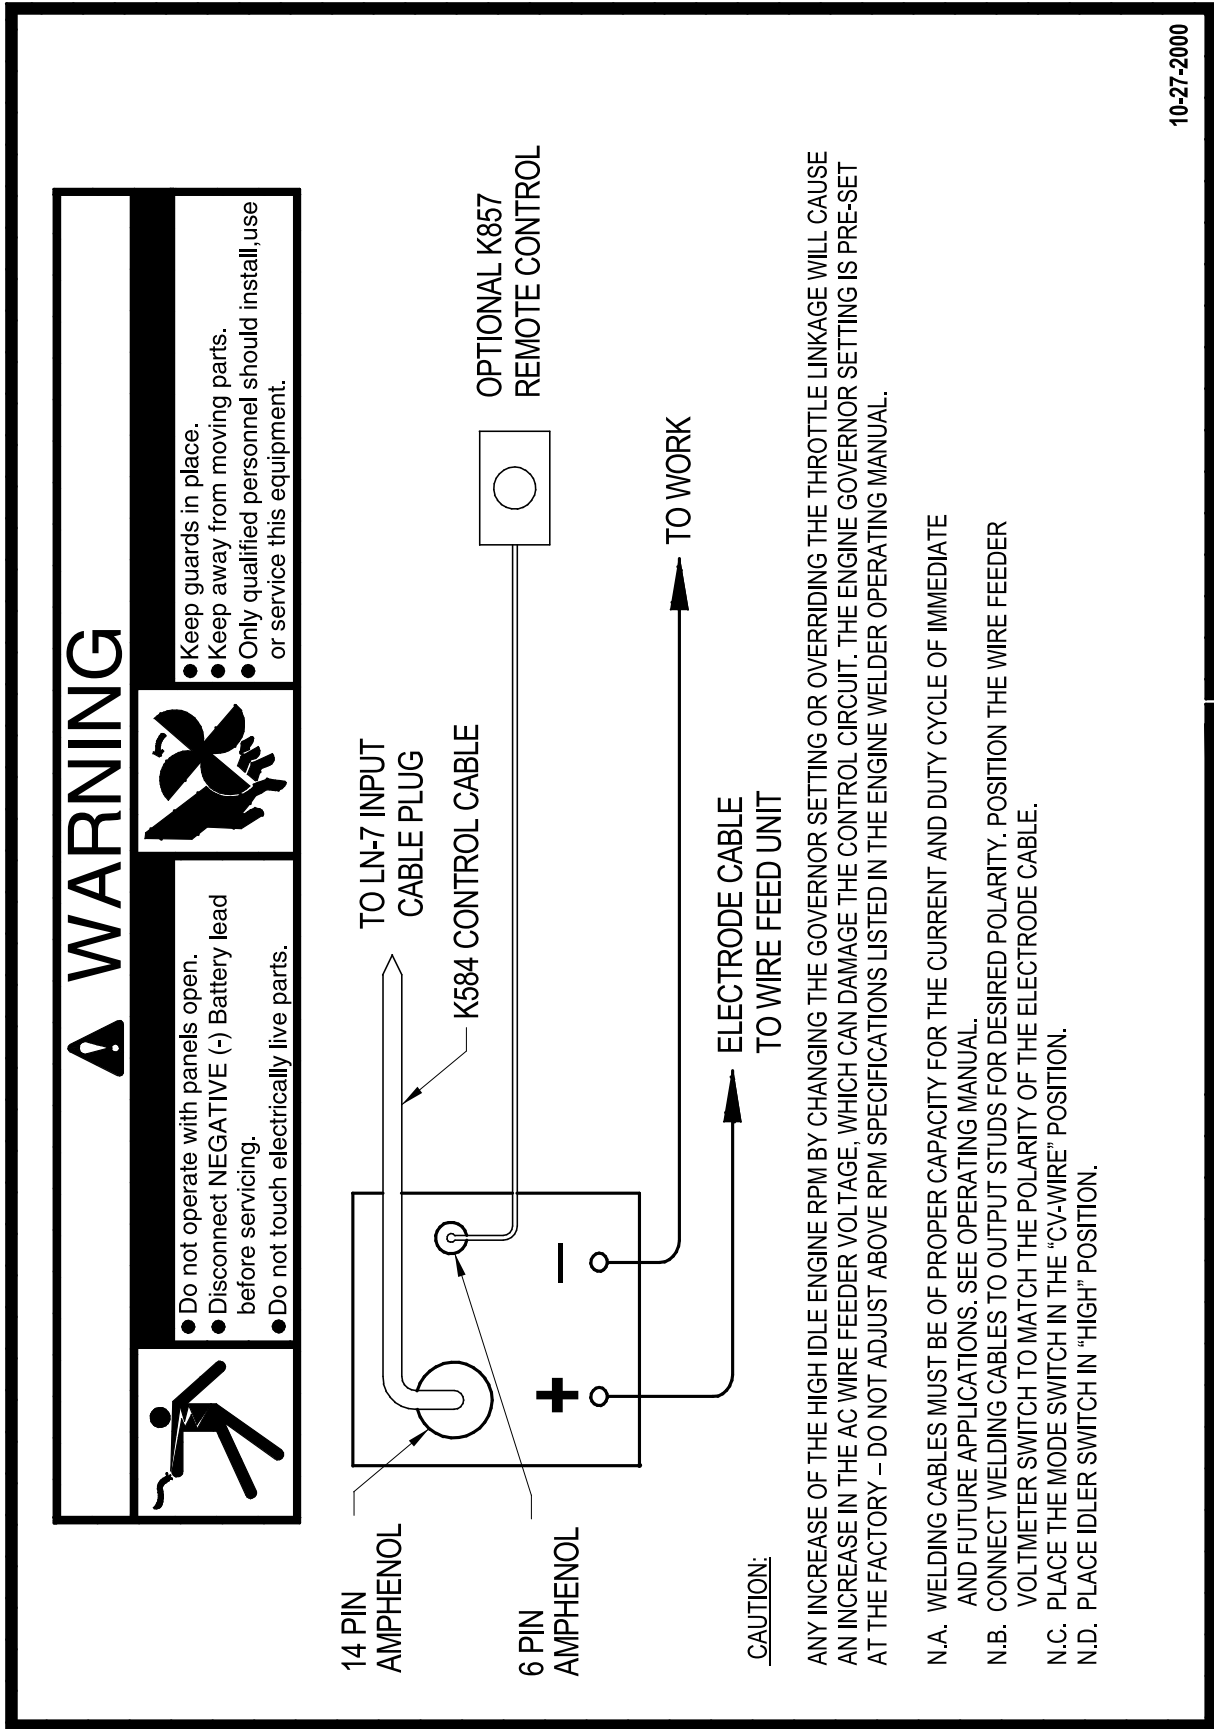 WARNING
● Do not operate with panels open.
● Disconnect NEGATIVE (-) Battery lead
before servicing.
● Do not touch electrically live parts.
● Keep guards in place.
● Keep away from moving parts.
● Only qualified personnel should install,use
or service this equipment.
14 PIN
AMPHENOL
6 PIN
AMPHENOL
TO LN-7 INPUT
CABLE PLUG
K584 CONTROL CABLE
OPTIONAL K857
REMOTE CONTROL
+
–
TO WORK
ELECTRODE CABLE
TO WIRE FEED UNIT
CAUTION:
ANY INCREASE OF THE HIGH IDLE ENGINE RPM BY CHANGING THE GOVERNOR SETTING OR OVERRIDING THE THROTTLE LINKAGE WILL CAUSE
AN INCREASE IN THE AC WIRE FEEDER VOLTAGE, WHICH CAN DAMAGE THE CONTROL CIRCUIT. THE ENGINE GOVERNOR SETTING IS PRE-SET
AT THE FACTORY – DO NOT ADJUST ABOVE RPM SPECIFICATIONS LISTED IN THE ENGINE WELDER OPERATING MANUAL.
N.A. WELDING CABLES MUST BE OF PROPER CAPACITY FOR THE CURRENT AND DUTY CYCLE OF IMMEDIATE
AND FUTURE APPLICATIONS. SEE OPERATING MANUAL.
N.B. CONNECT WELDING CABLES TO OUTPUT STUDS FOR DESIRED POLARITY. POSITION THE WIRE FEEDER
VOLTMETER SWITCH TO MATCH THE POLARITY OF THE ELECTRODE CABLE.
N.C. PLACE THE MODE SWITCH IN THE “CV-WIRE” POSITION.
N.D. PLACE IDLER SWITCH IN “HIGH” POSITION.
10-27-2000